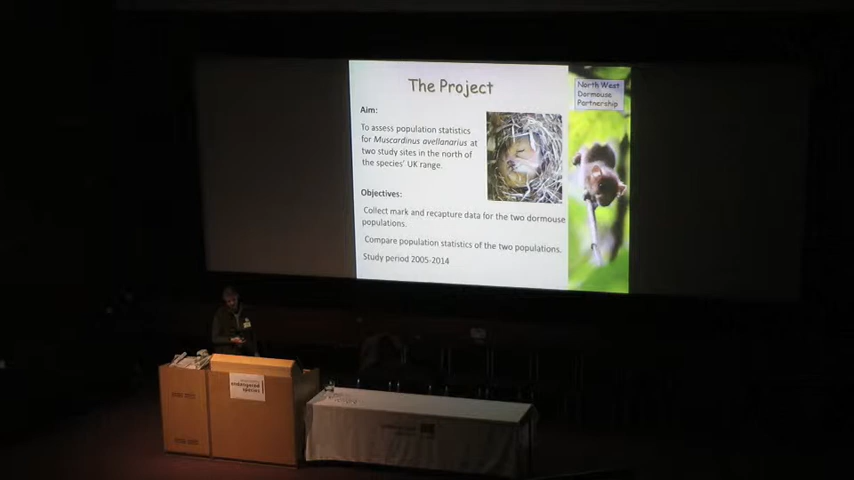 The Project
North West
Dormouse
Partnership
Aim:
To assess population statistics
for Muscardinus avellanarius at
two study sites in the north of
the species' UK range.
Objectives:
Collect mark and recapture data for the two dormouse
populations.
Compare population statistics of the two populations.
Study period 2005-2014
endangered
species